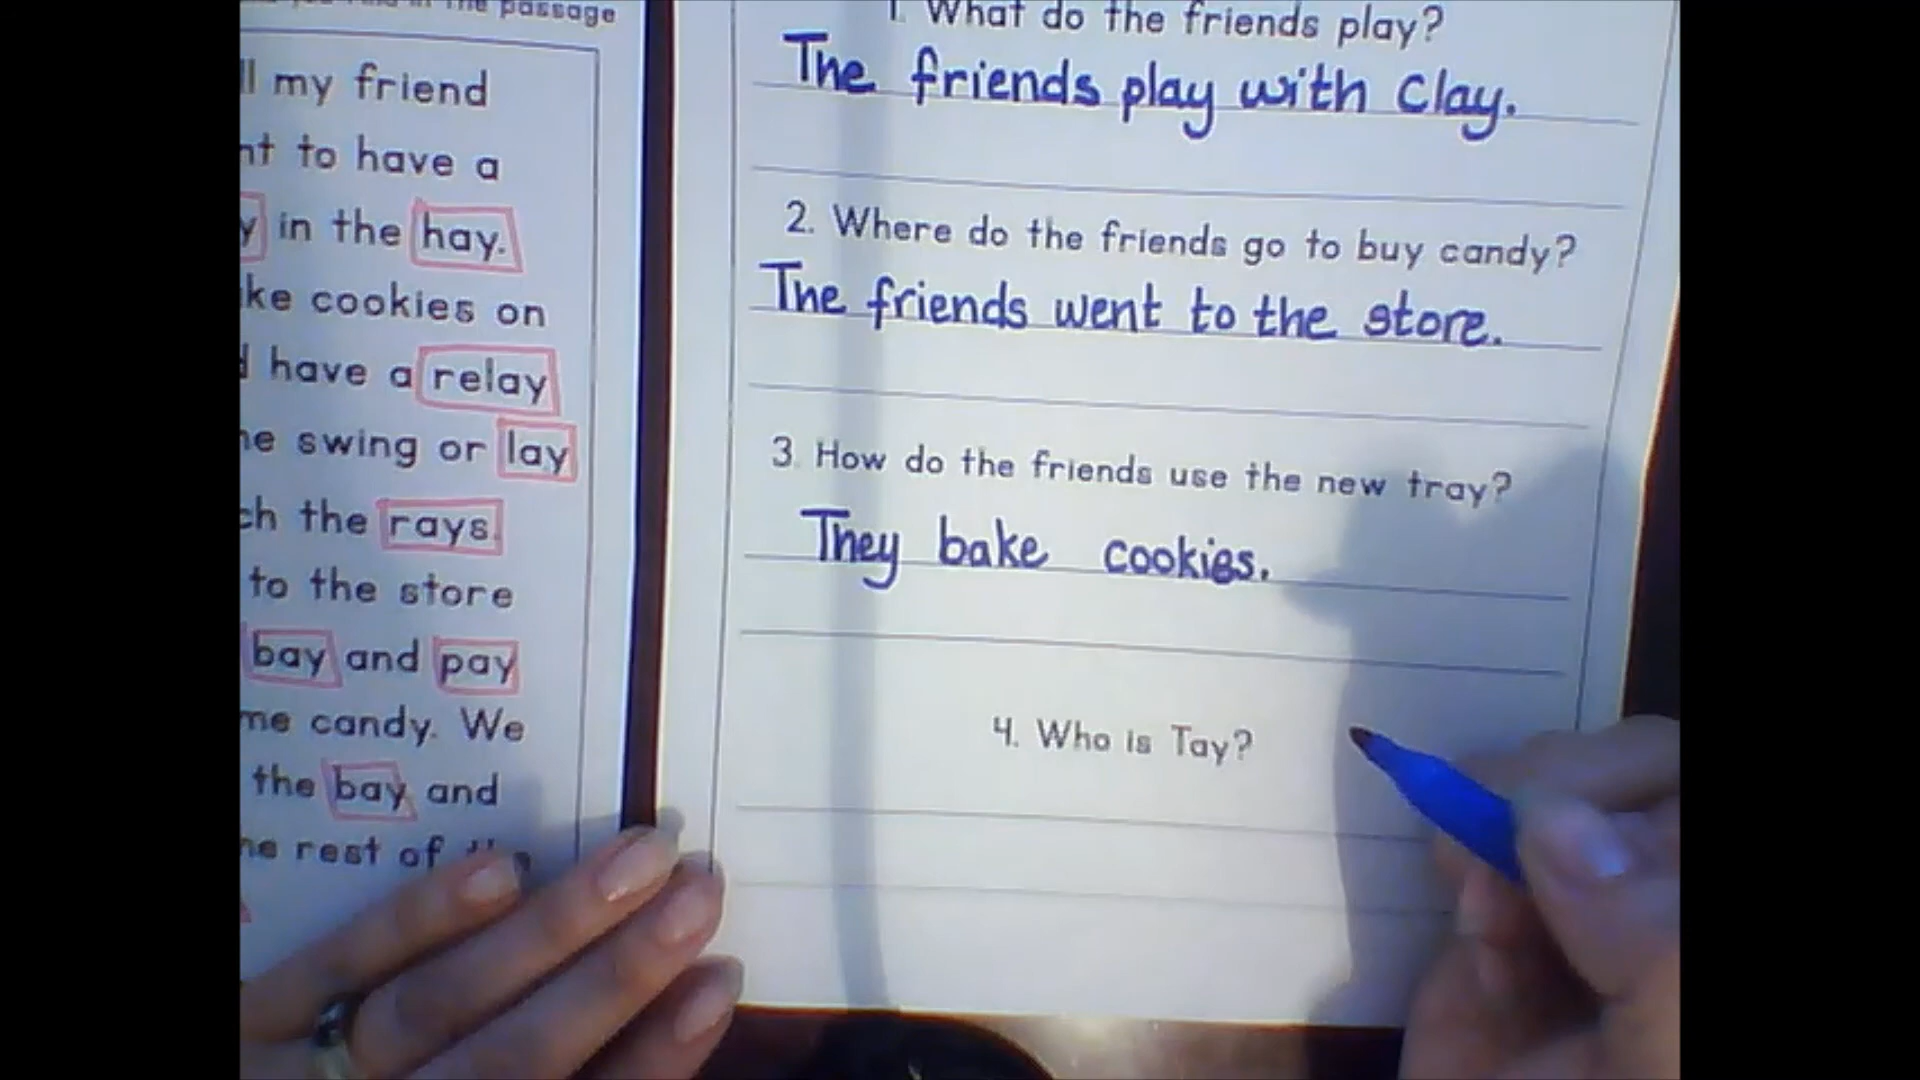 in the passage
my friend
to have a
in the hay.
cookies on
have a relay
swing or lay
the rays.
to the store
bay and pay
candy. We
the bay and
rest of
1. What do the friends play?
The friends play with Clay.
2. Where do the friends go to buy candy?
The friends went to the store.
3. How do the friends use the new tray?
They bake cookies.
4. Who is Tay?